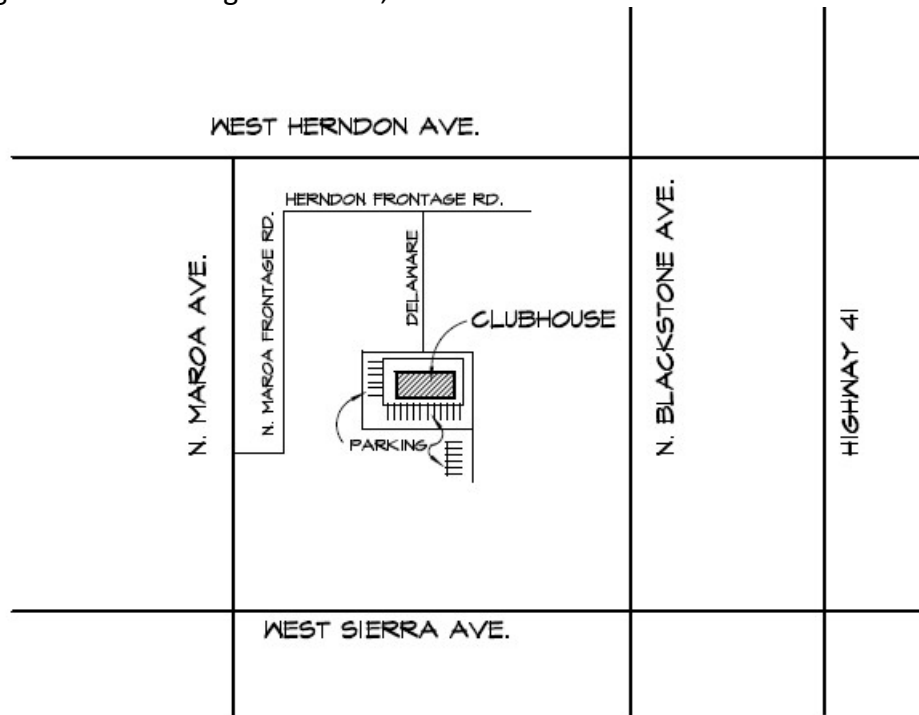 WEST HERNDON AVE.
HERNDON FRONTAGE RD.
N. MAROA AVE.
N. MAROA FRONTAGE RD.
DELAWARE
CLUBHOUSE
N. BLACKSTONE AVE.
HIGHWAY 41
PARKING
WEST SIERRA AVE.